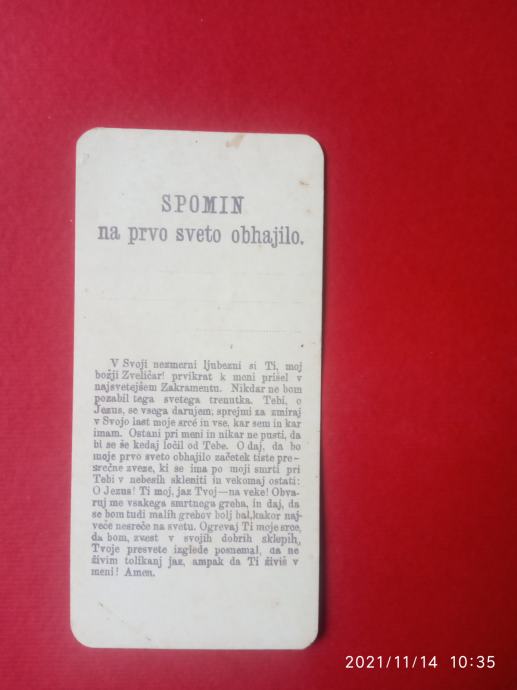 SPOMIN
na prvo sveto obhajilo.
V Svoji nezmerni ljubezni si Ti, moj
božji Zveličar! prvikrat k meni prišel v
najsvetejšem Zakramentu. Nikdar ne bom
pozabil tega svetega trenutka. Tebi, o
Jezus, se vsega darujem; sprejmi za zmiraj
v Svojo last moje srcé in vse, kar sem in kar
imam. Ostani pri meni in nikar ne pusti, da
bi se še kedaj ločil od Tebe. O daj, da bo
moje prvo sveto obhajilo začetek tiste pre-
srečne zveze, ki se ima po moji smrti pri
Tebi v nebesih skleniti in vekomaj ostati:
O Jezus! Ti moj, jaz Tvoj—na veke! Obva-
ruj me vsakega smrtnega greha, in daj, da
se bom tudi malih grehov bolj bal, kakor naj-
veče nesreče na svetu. Ogrevaj Ti moje srce,
da bom, zvest v svojih dobrih sklepih,
Tvoje presvete izglede posnemal, da ne
živim tolikanj jaz, ampak da Ti živiš v
meni! Amen.
2021/11/14 10:35